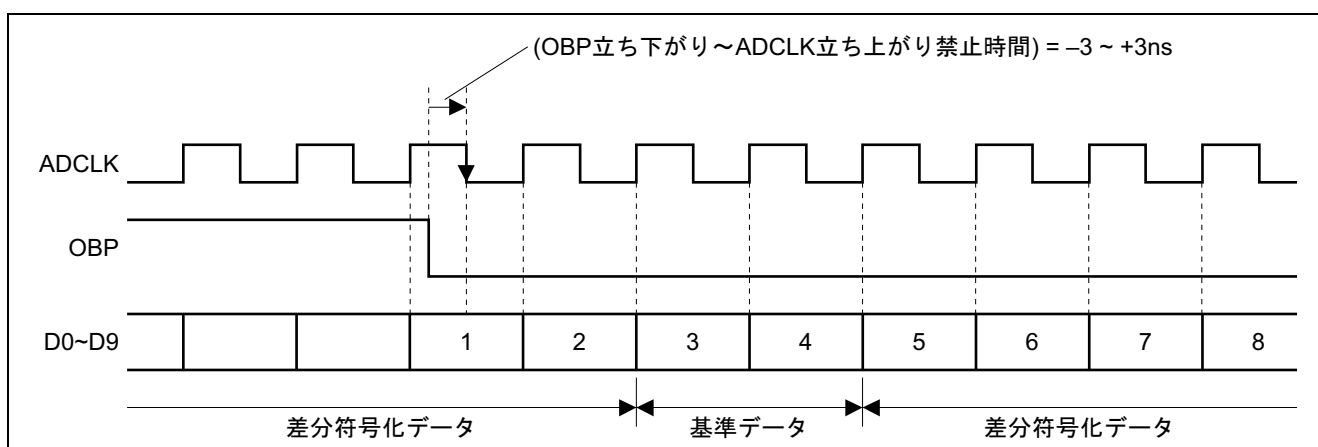 (OBP立ち下がり～ADCLK立ち上がり禁止時間) = –3 ~ +3ns
ADCLK
OBP
D0~D9
1 2 3 4 5 6 7 8
差分符号化データ 基準データ 差分符号化データ